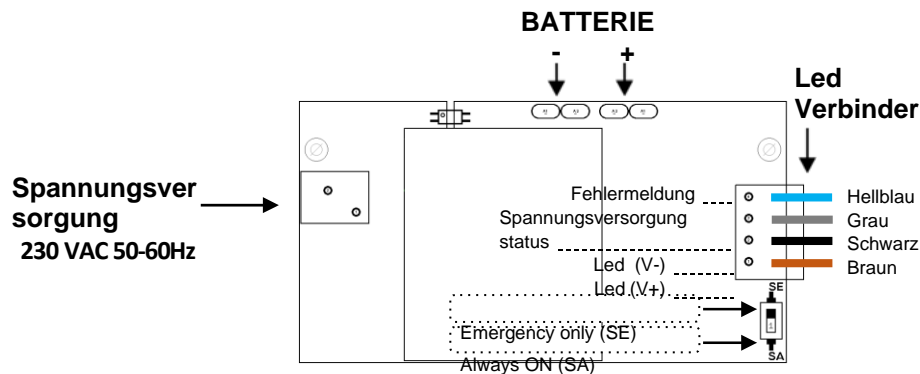 BATTERIE
- +
Led
Verbinder
Spannungsver
sorgung
230 VAC 50-60Hz
Fehlermeldung
Spannungsversorgung
status
Led (V-)
Led (V+)
Hellblau
Grau
Schwarz
Braun
SE
Emergency only (SE)
1
SA
Always ON (SA)